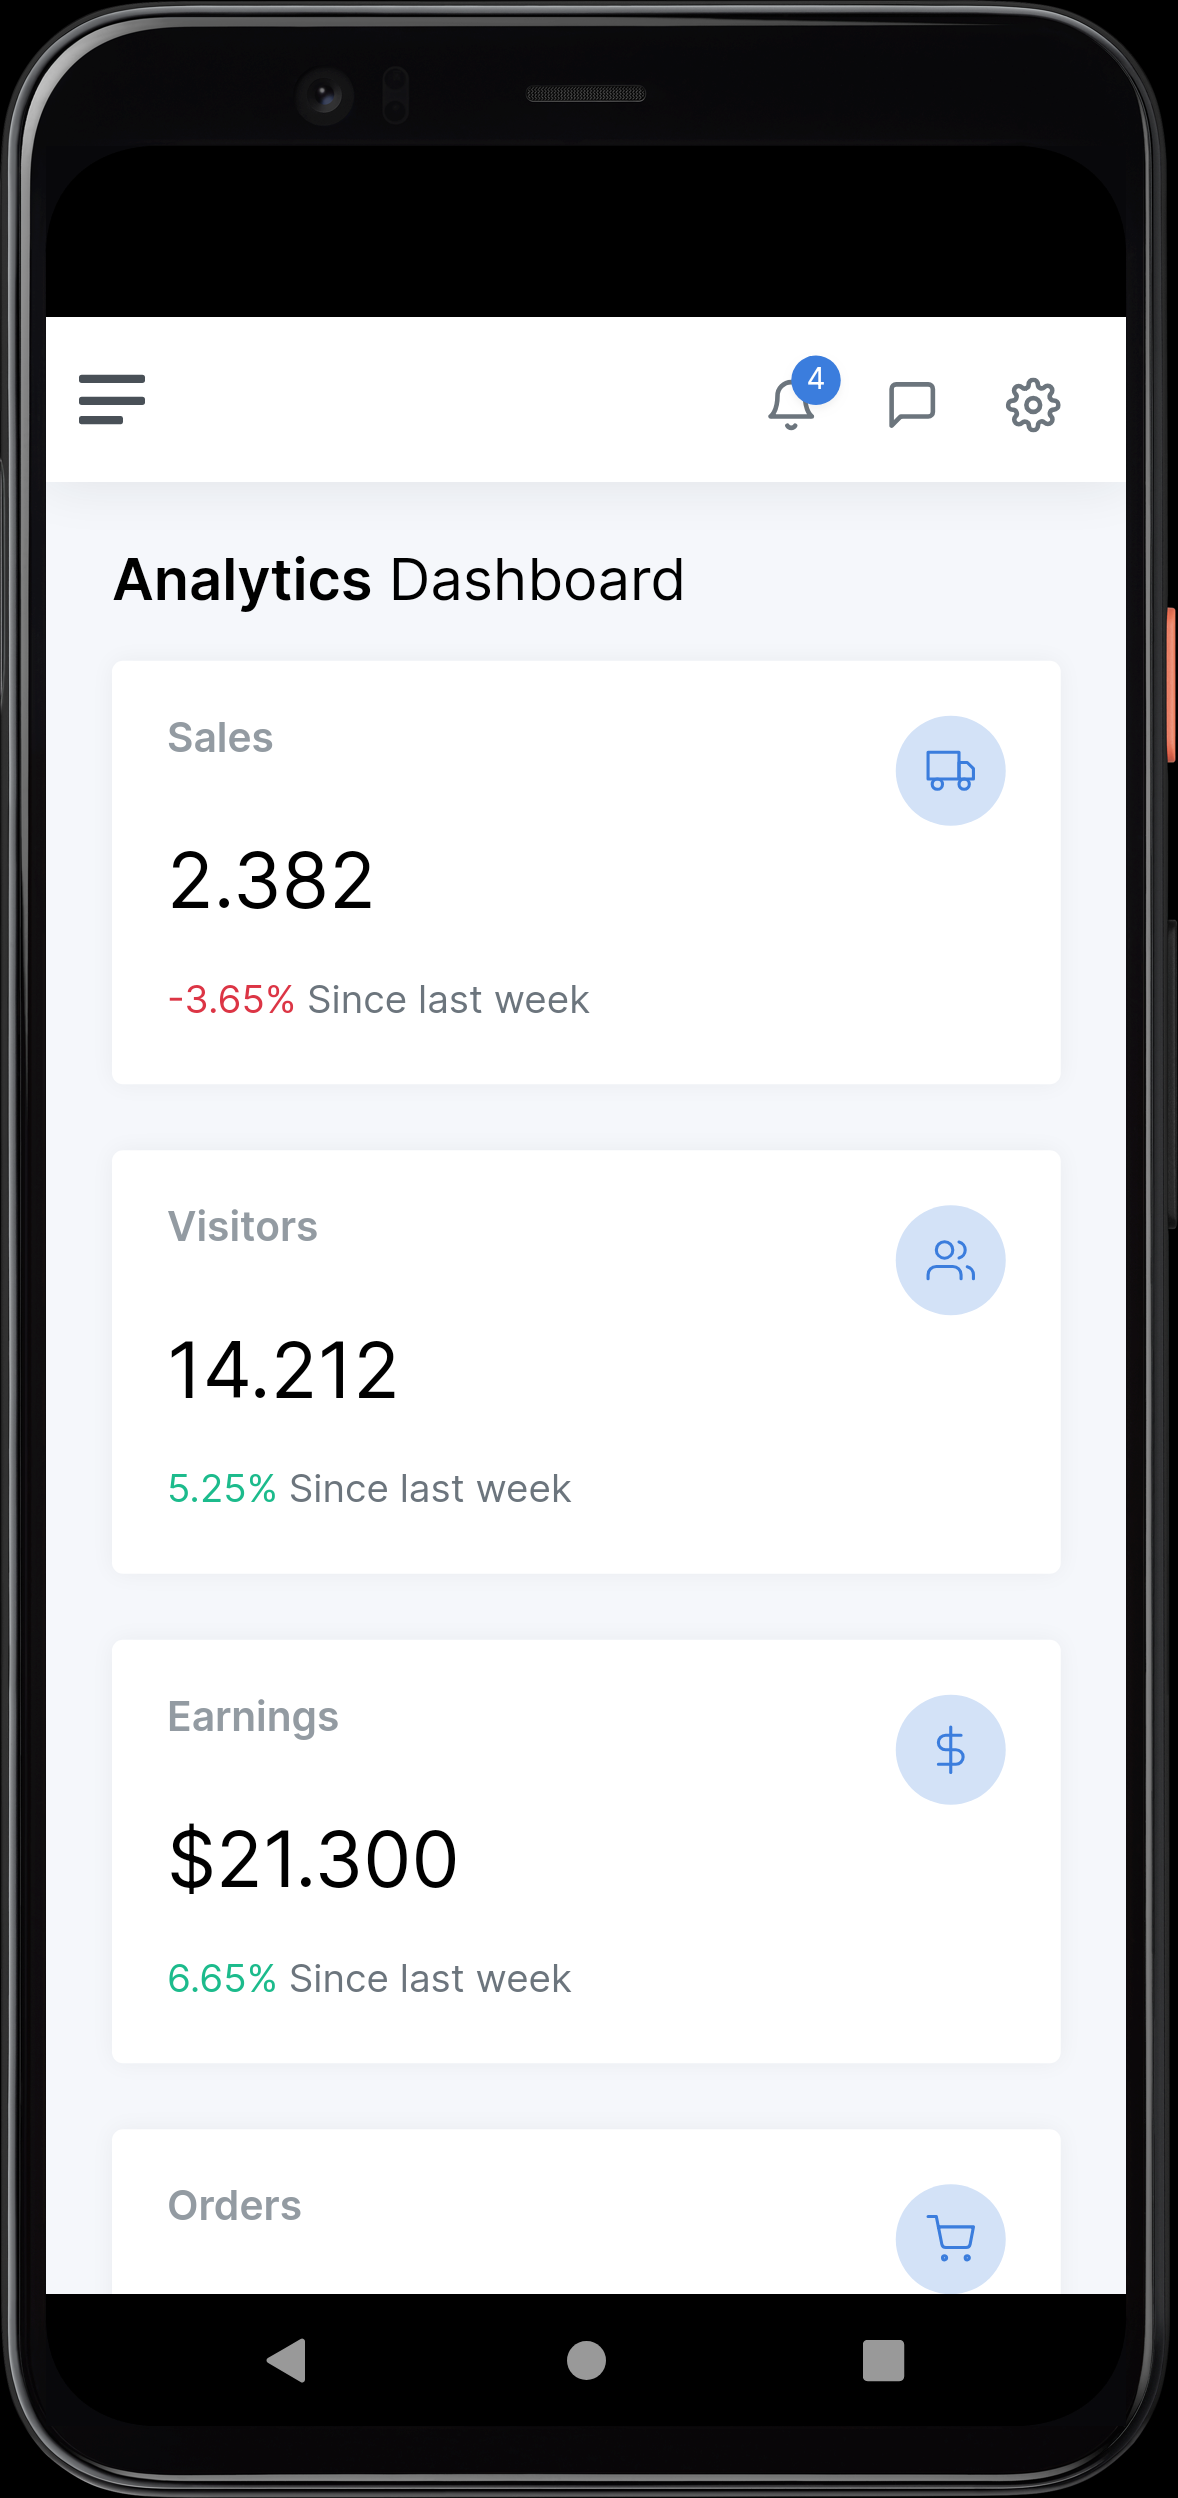 4
Analytics Dashboard
Sales
2.382
-3.65% Since last week
Visitors
14.212
5.25% Since last week
Earnings
$21.300
6.65% Since last week
Orders